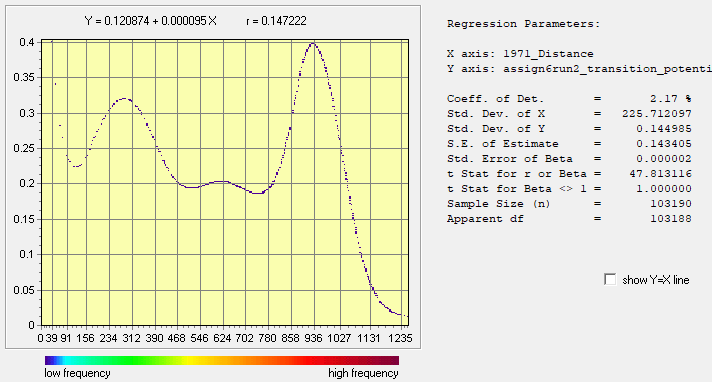 Y = 0.120874 + 0.000095 X r = 0.147222
0.4
0.35
0.3
0.25
0.2
0.15
0.1
0.05
0
0 39 91 156 234 312 390 468 546 624 702 780 858 936 1027 1131 1235
low frequency high frequency
Regression Parameters:
X axis: 1971_Distance
Y axis: assign6run2_transition_potenti
Coeff. of Det. = 2.17 %
Std. Dev. of X = 225.712097
Std. Dev. of Y = 0.144985
S.E. of Estimate = 0.143405
Std. Error of Beta = 0.000002
t Stat for r or Beta = 47.813116
t Stat for Beta <> 1 = 1.000000
Sample Size (n) = 103190
Apparent df = 103188
show Y=X line